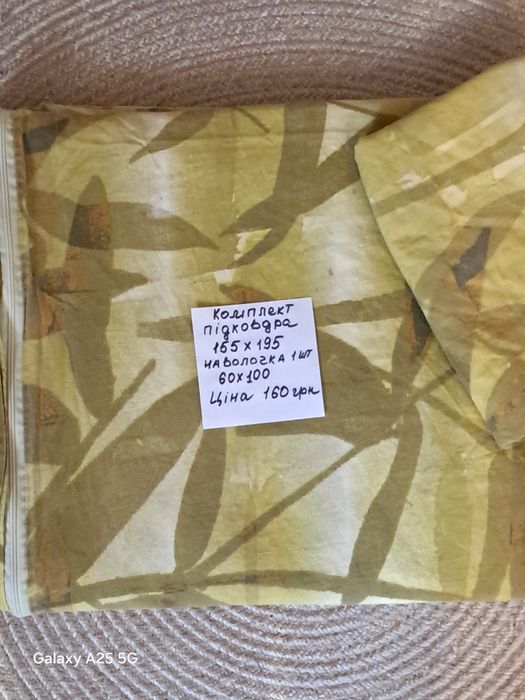 Комплект
підковдра
155 х 195
наволочка 1 шт
60х100
Ціна 160 грн
Galaxy A25 5G